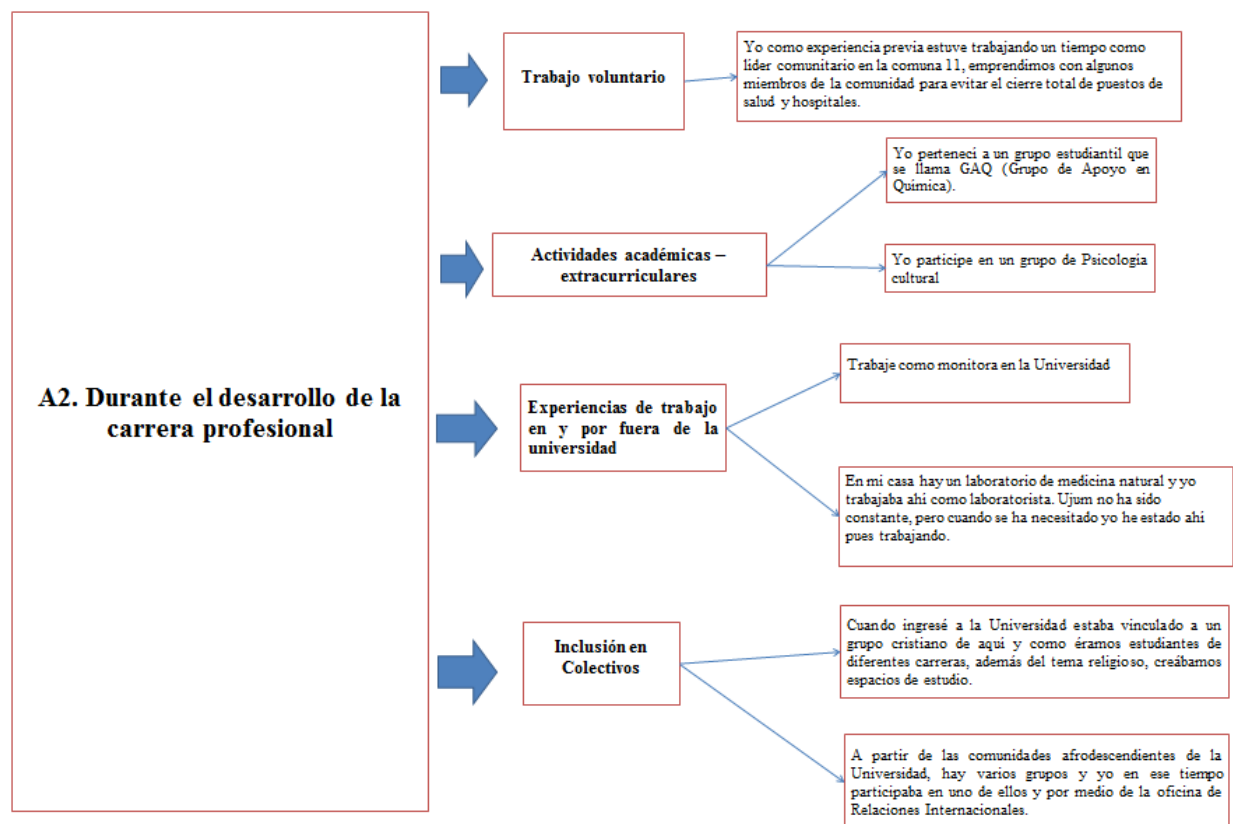 A2. Durante el desarrollo de la
carrera profesional
Trabajo voluntario
Yo como experiencia previa estuve trabajando un tiempo como
líder comunitario en la comuna 11, emprendimos con algunos
miembros de la comunidad para evitar el cierre total de puestos de
salud y hospitales.
Actividades académicas –
extracurriculares
Yo perteneci a un grupo estudiantil que
se llama GAQ (Grupo de Apoyo en
Química).
Yo participe en un grupo de Psicologia
cultural
Experiencias de trabajo
en y por fuera de la
universidad
Trabaje como monitora en la Universidad
En mi casa hay un laboratorio de medicina natural y yo
trabajaba ahi como laboratorista. Ujum no ha sido
constante, pero cuando se ha necesitado yo he estado ahi
pues trabajando.
Inclusión en
Colectivos
Cuando ingresé a la Universidad estaba vinculado a un
grupo cristiano de aqui y como éramos estudiantes de
diferentes carreras, además del tema religioso, creábamos
espacios de estudio.
A partir de las comunidades afrodescendientes de la
Universidad, hay varios grupos y yo en ese tiempo
participaba en uno de ellos y por medio de la oficina de
Relaciones Internacionales.